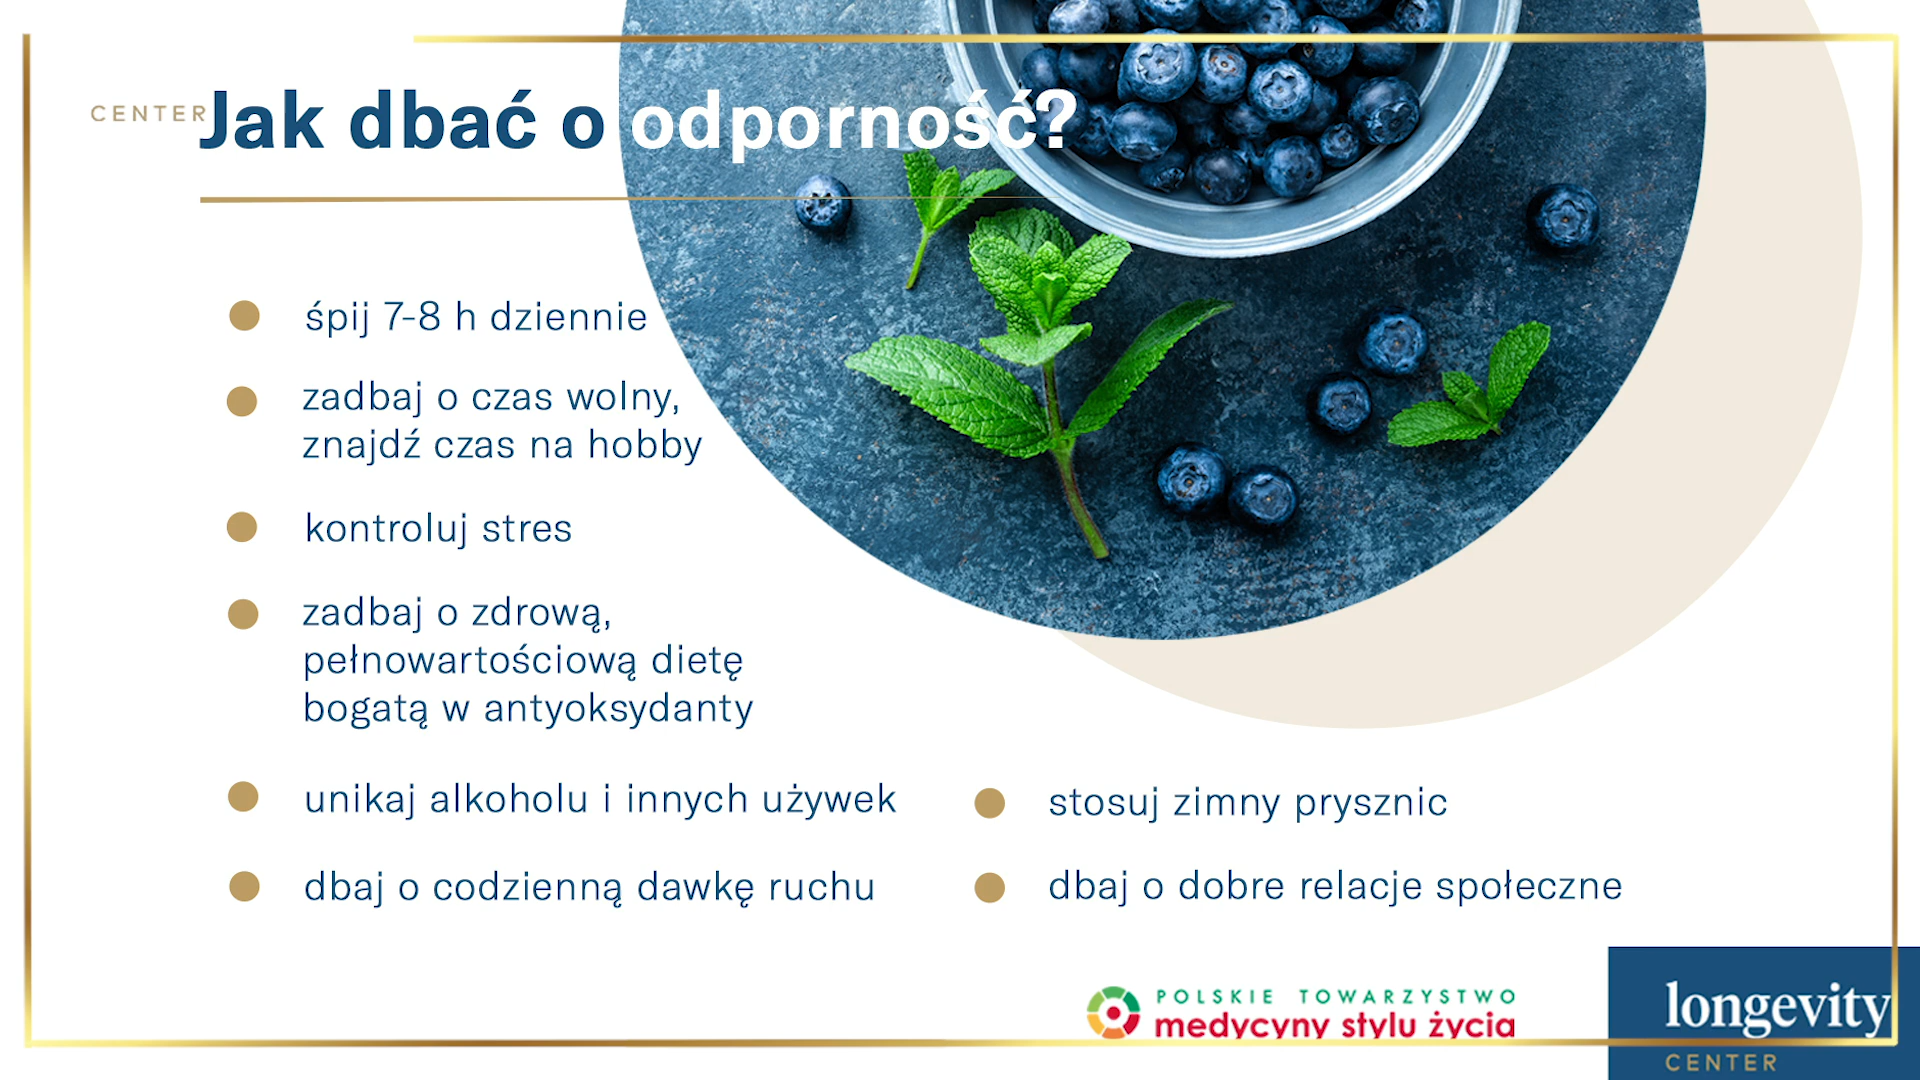 CENTER
Jak dbać o odporność?
śpij 7-8 h dziennie
zadbaj o czas wolny,
znajdź czas na hobby
kontroluj stres
zadbaj o zdrową,
pełnowartościową dietę
bogatą w antyoksydanty
unikaj alkoholu i innych używek
dbaj o codzienną dawkę ruchu
stosuj zimny prysznic
dbaj o dobre relacje społeczne
POLSKIE TOWARZYSTWO
medycyny stylu życia
longevity
CENTER